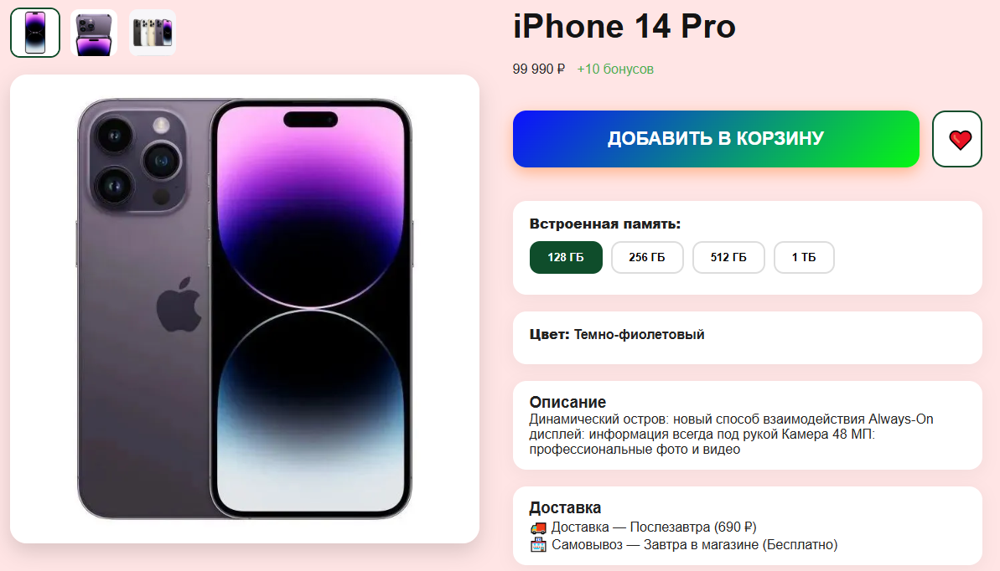 iPhone 14 Pro
99 990 ₽ +10 бонусов
ДОБАВИТЬ В КОРЗИНУ
Встроенная память:
128 ГБ 256 ГБ 512 ГБ 1 ТБ
Цвет: Темно-фиолетовый
Описание
Динамический остров: новый способ взаимодействия Always-On
дисплей: информация всегда под рукой Камера 48 МП:
профессиональные фото и видео
Доставка
Доставка — Послезавтра (690 ₽)
Самовывоз — Завтра в магазине (Бесплатно)